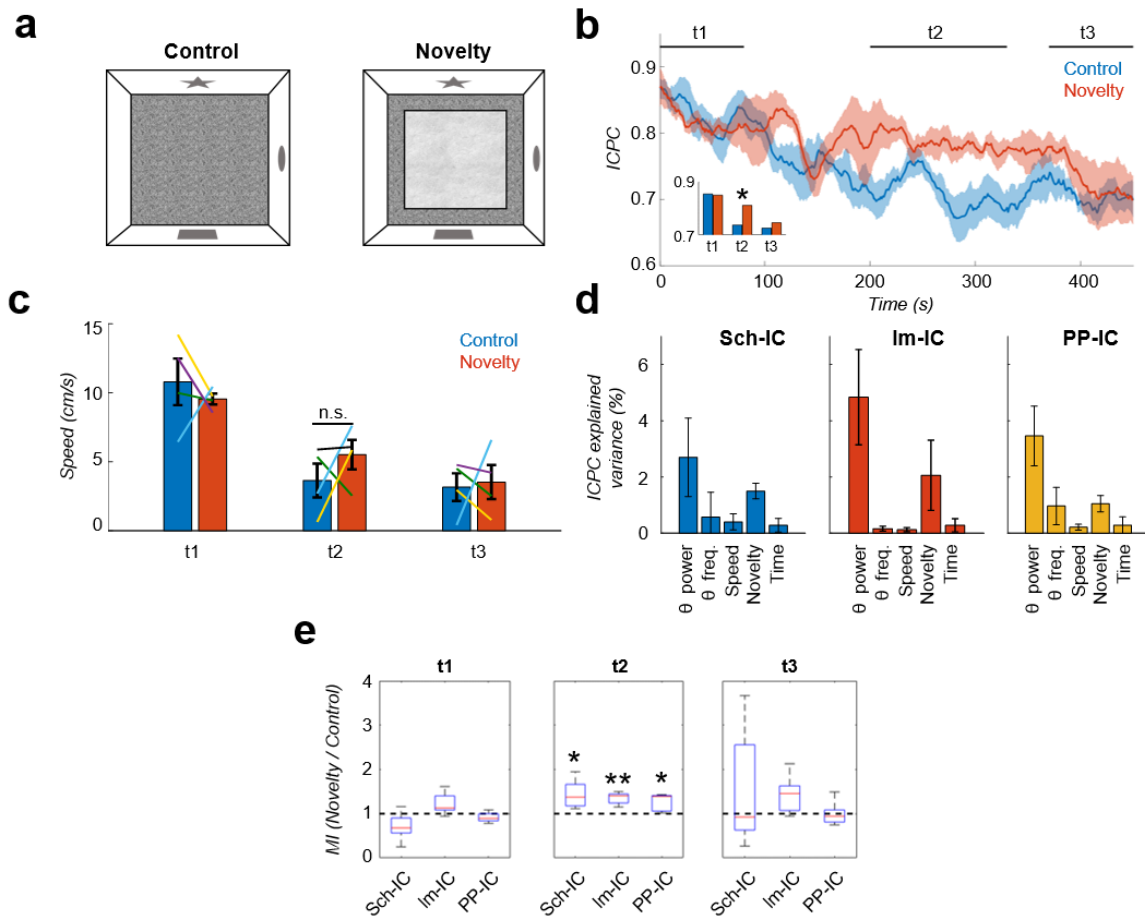 a
Control
Novelty
b
t1
t2
t3
Control
Novelty
0.9
0.8
0.7
0.6
ICPC
0.9
0.7
*
t1 t2 t3
0 100 200 300 400
Time (s)
c
15
10
5
0
Speed (cm/s)
Control
Novelty
n.s.
t1 t2 t3
d
Sch-IC
lm-IC
PP-IC
6
4
2
0
ICPC explained
variance (%)
θ power
θ freq.
Speed
Novelty
Time
θ power
θ freq.
Speed
Novelty
Time
θ power
θ freq.
Speed
Novelty
Time
e
t1
t2
t3
4
3
2
1
0
MI (Novelty / Control)
* ** *
Sch-IC
lm-IC
PP-IC
Sch-IC
lm-IC
PP-IC
Sch-IC
lm-IC
PP-IC